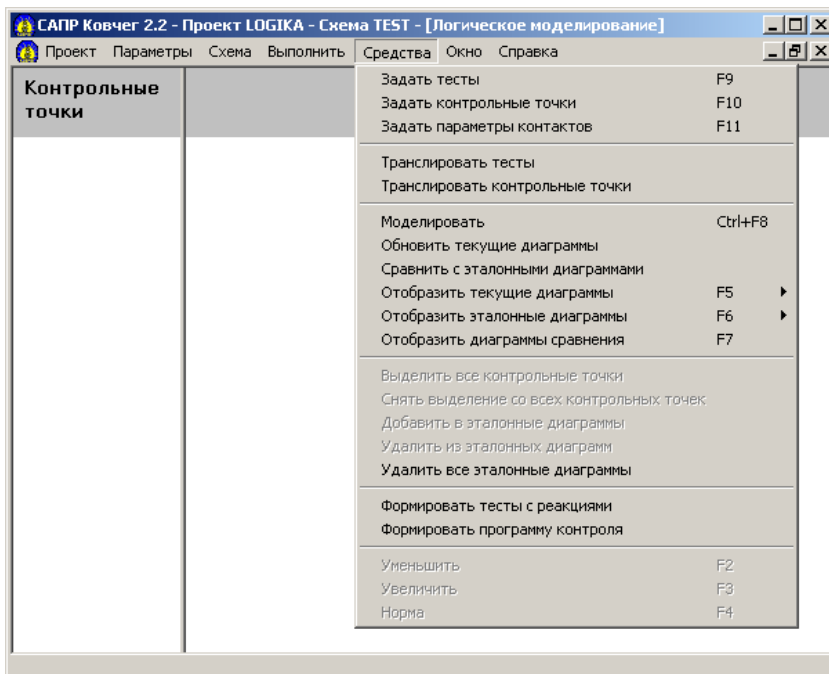 САПР Ковчег 2.2 - Проект LOGIKA - Схема TEST - [Логическое моделирование]
Проект Параметры Схема Выполнить Средства Окно Справка
Контрольные
точки
Задать тесты F9
Задать контрольные точки F10
Задать параметры контактов F11
Транслировать тесты
Транслировать контрольные точки
Моделировать Ctrl+F8
Обновить текущие диаграммы
Сравнить с эталонными диаграммами
Отобразить текущие диаграммы F5
Отобразить эталонные диаграммы F6
Отобразить диаграммы сравнения F7
Выделить все контрольные точки
Снять выделение со всех контрольных точек
Добавить в эталонные диаграммы
Удалить из эталонных диаграмм
Удалить все эталонные диаграммы
Формировать тесты с реакциями
Формировать программу контроля
Уменьшить F2
Увеличить F3
Норма F4